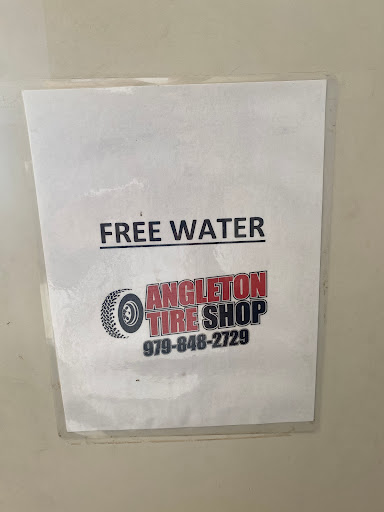 FREE WATER
ANGLETON
TIRE SHOP
979-848-2729